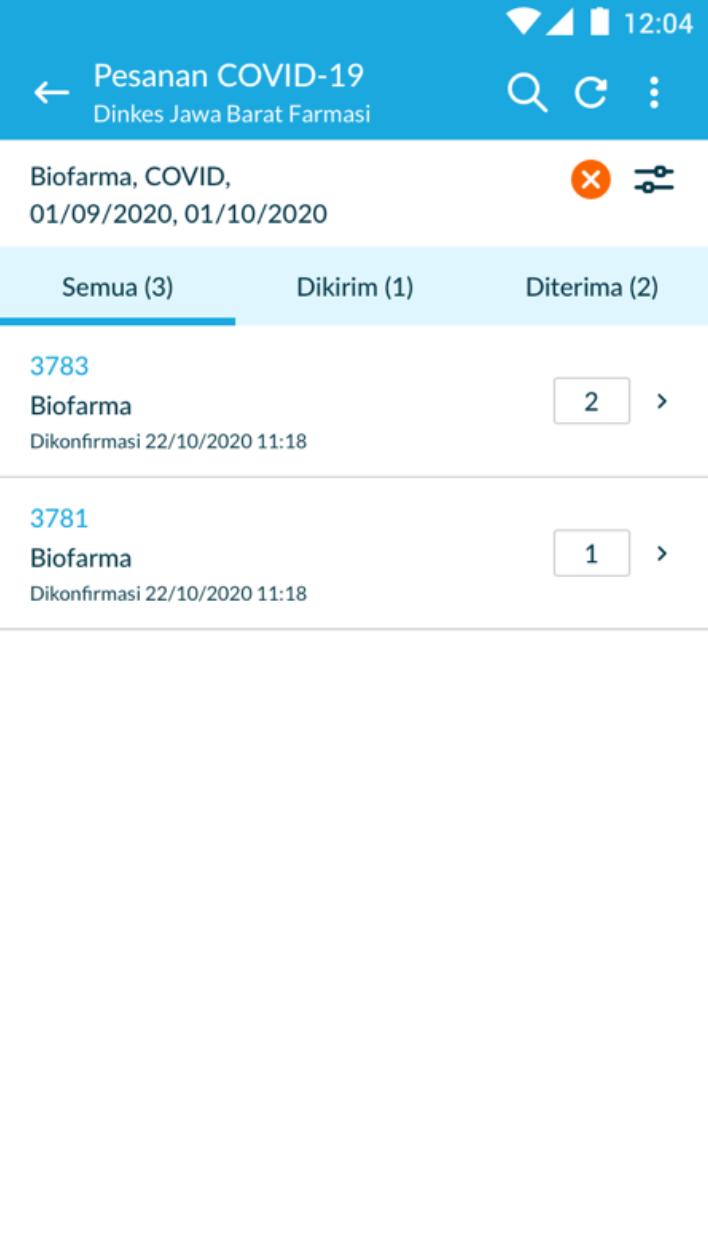 12:04
Pesanan COVID-19
Dinkes Jawa Barat Farmasi
Biofarma, COVID,
01/09/2020, 01/10/2020
Semua (3) Dikirim (1) Diterima (2)
3783
Biofarma
2
Dikonfirmasi 22/10/2020 11:18
3781
Biofarma
1
Dikonfirmasi 22/10/2020 11:18